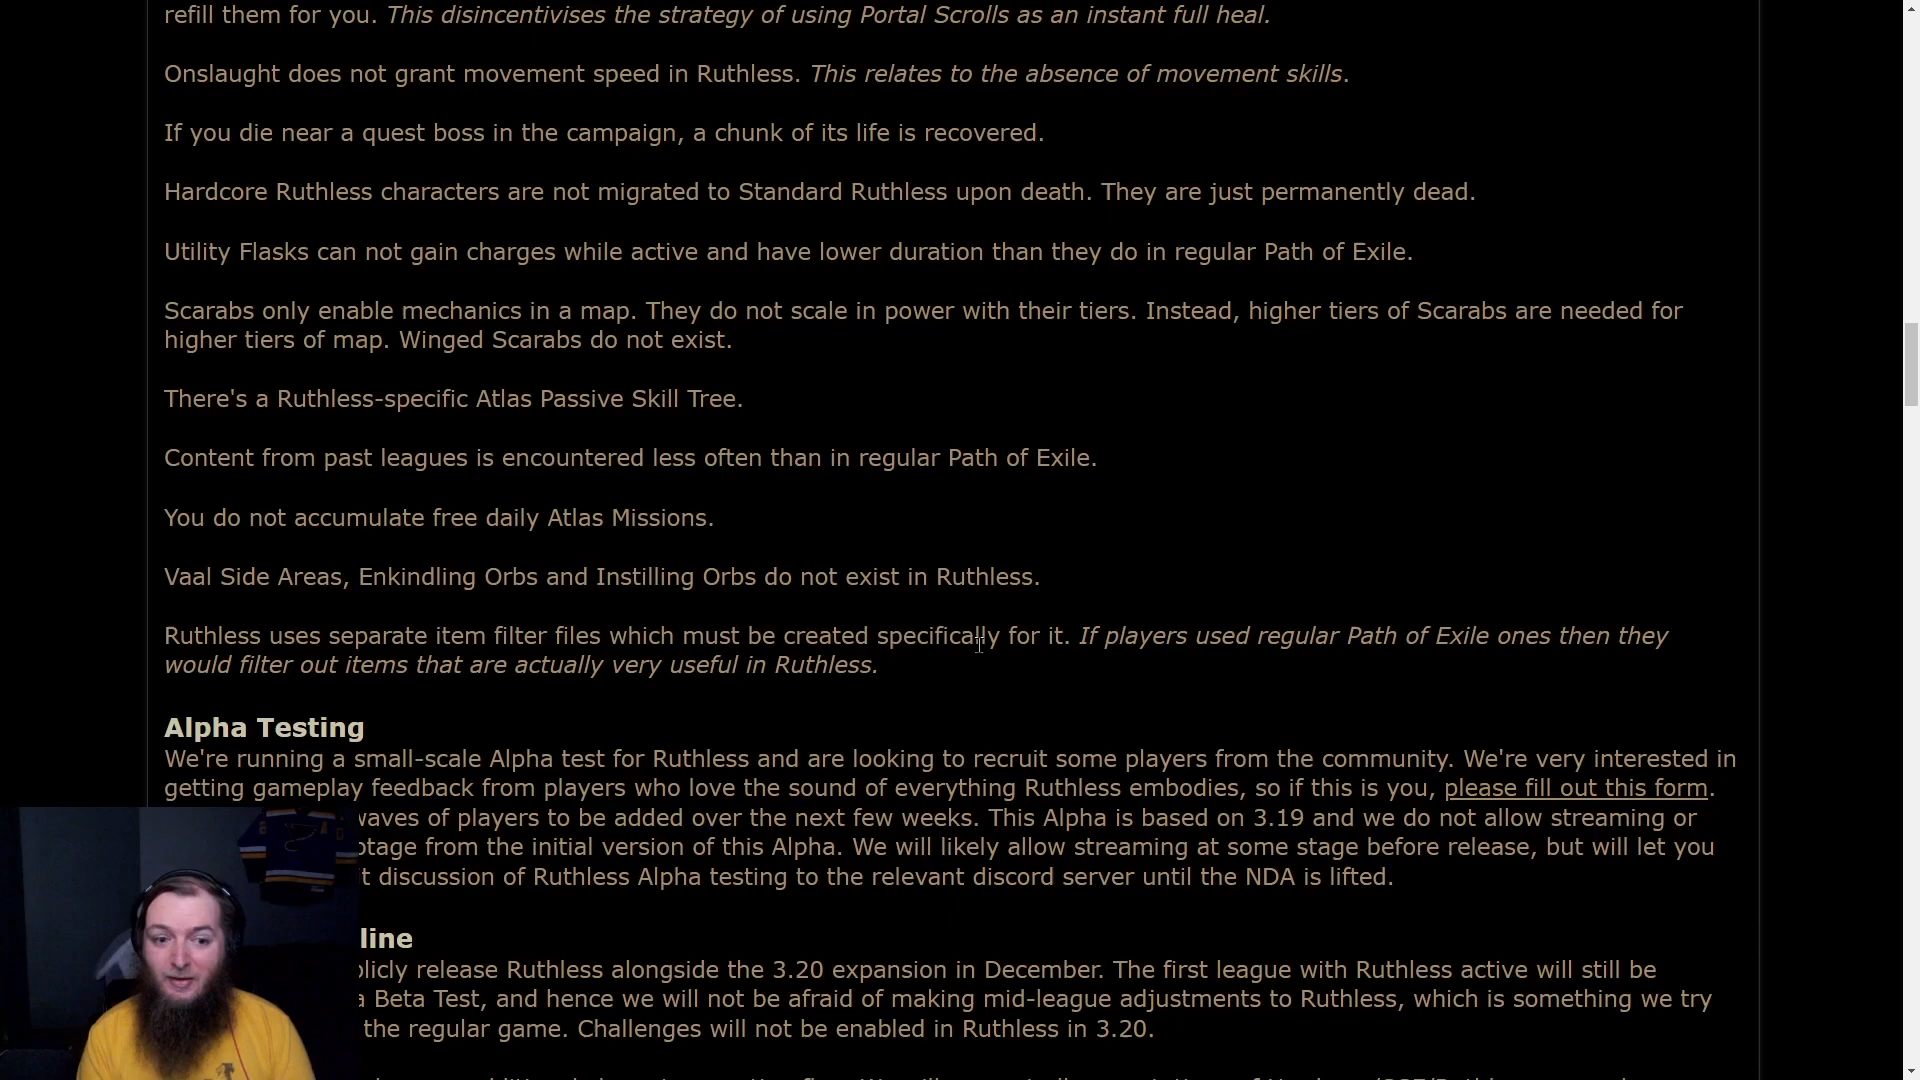 refill them for you. This disincentivises the strategy of using Portal Scrolls as an instant full heal.
Onslaught does not grant movement speed in Ruthless. This relates to the absence of movement skills.
If you die near a quest boss in the campaign, a chunk of its life is recovered.
Hardcore Ruthless characters are not migrated to Standard Ruthless upon death. They are just permanently dead.
Utility Flasks can not gain charges while active and have lower duration than they do in regular Path of Exile.
Scarabs only enable mechanics in a map. They do not scale in power with their tiers. Instead, higher tiers of Scarabs are needed for
higher tiers of map. Winged Scarabs do not exist.
There's a Ruthless-specific Atlas Passive Skill Tree.
Content from past leagues is encountered less often than in regular Path of Exile.
You do not accumulate free daily Atlas Missions.
Vaal Side Areas, Enkindling Orbs and Instilling Orbs do not exist in Ruthless.
Ruthless uses separate item filter files which must be created specifically for it. If players used regular Path of Exile ones then they
would filter out items that are actually very useful in Ruthless.
Alpha Testing
We're running a small-scale Alpha test for Ruthless and are looking to recruit some players from the community. We're very interested in
getting gameplay feedback from players who love the sound of everything Ruthless embodies, so if this is you, please fill out this form.
of players to be added over the next few weeks. This Alpha is based on 3.19 and we do not allow streaming or
from the initial version of this Alpha. We will likely allow streaming at some stage before release, but will let you
discussion of Ruthless Alpha testing to the relevant discord server until the NDA is lifted.
release Ruthless alongside the 3.20 expansion in December. The first league with Ruthless active will still be
a Beta Test, and hence we will not be afraid of making mid-league adjustments to Ruthless, which is something we try
the regular game. Challenges will not be enabled in Ruthless in 3.20.